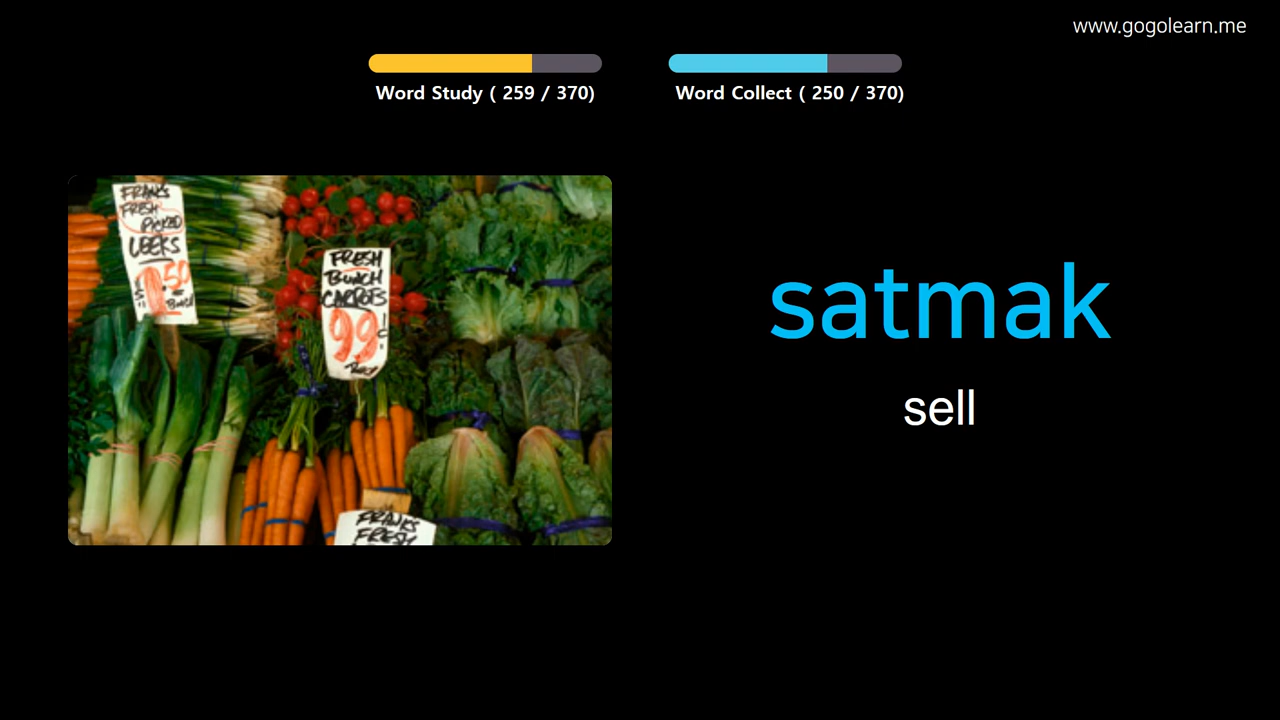 www.gogolearn.me
Word Study ( 259 / 370)
Word Collect ( 250 / 370)
FRANK'S
FRESH
PICKED
LEEKS
FRESH
BUNCH
CARROTS
99
FRANK'S
FRESH
satmak
sell